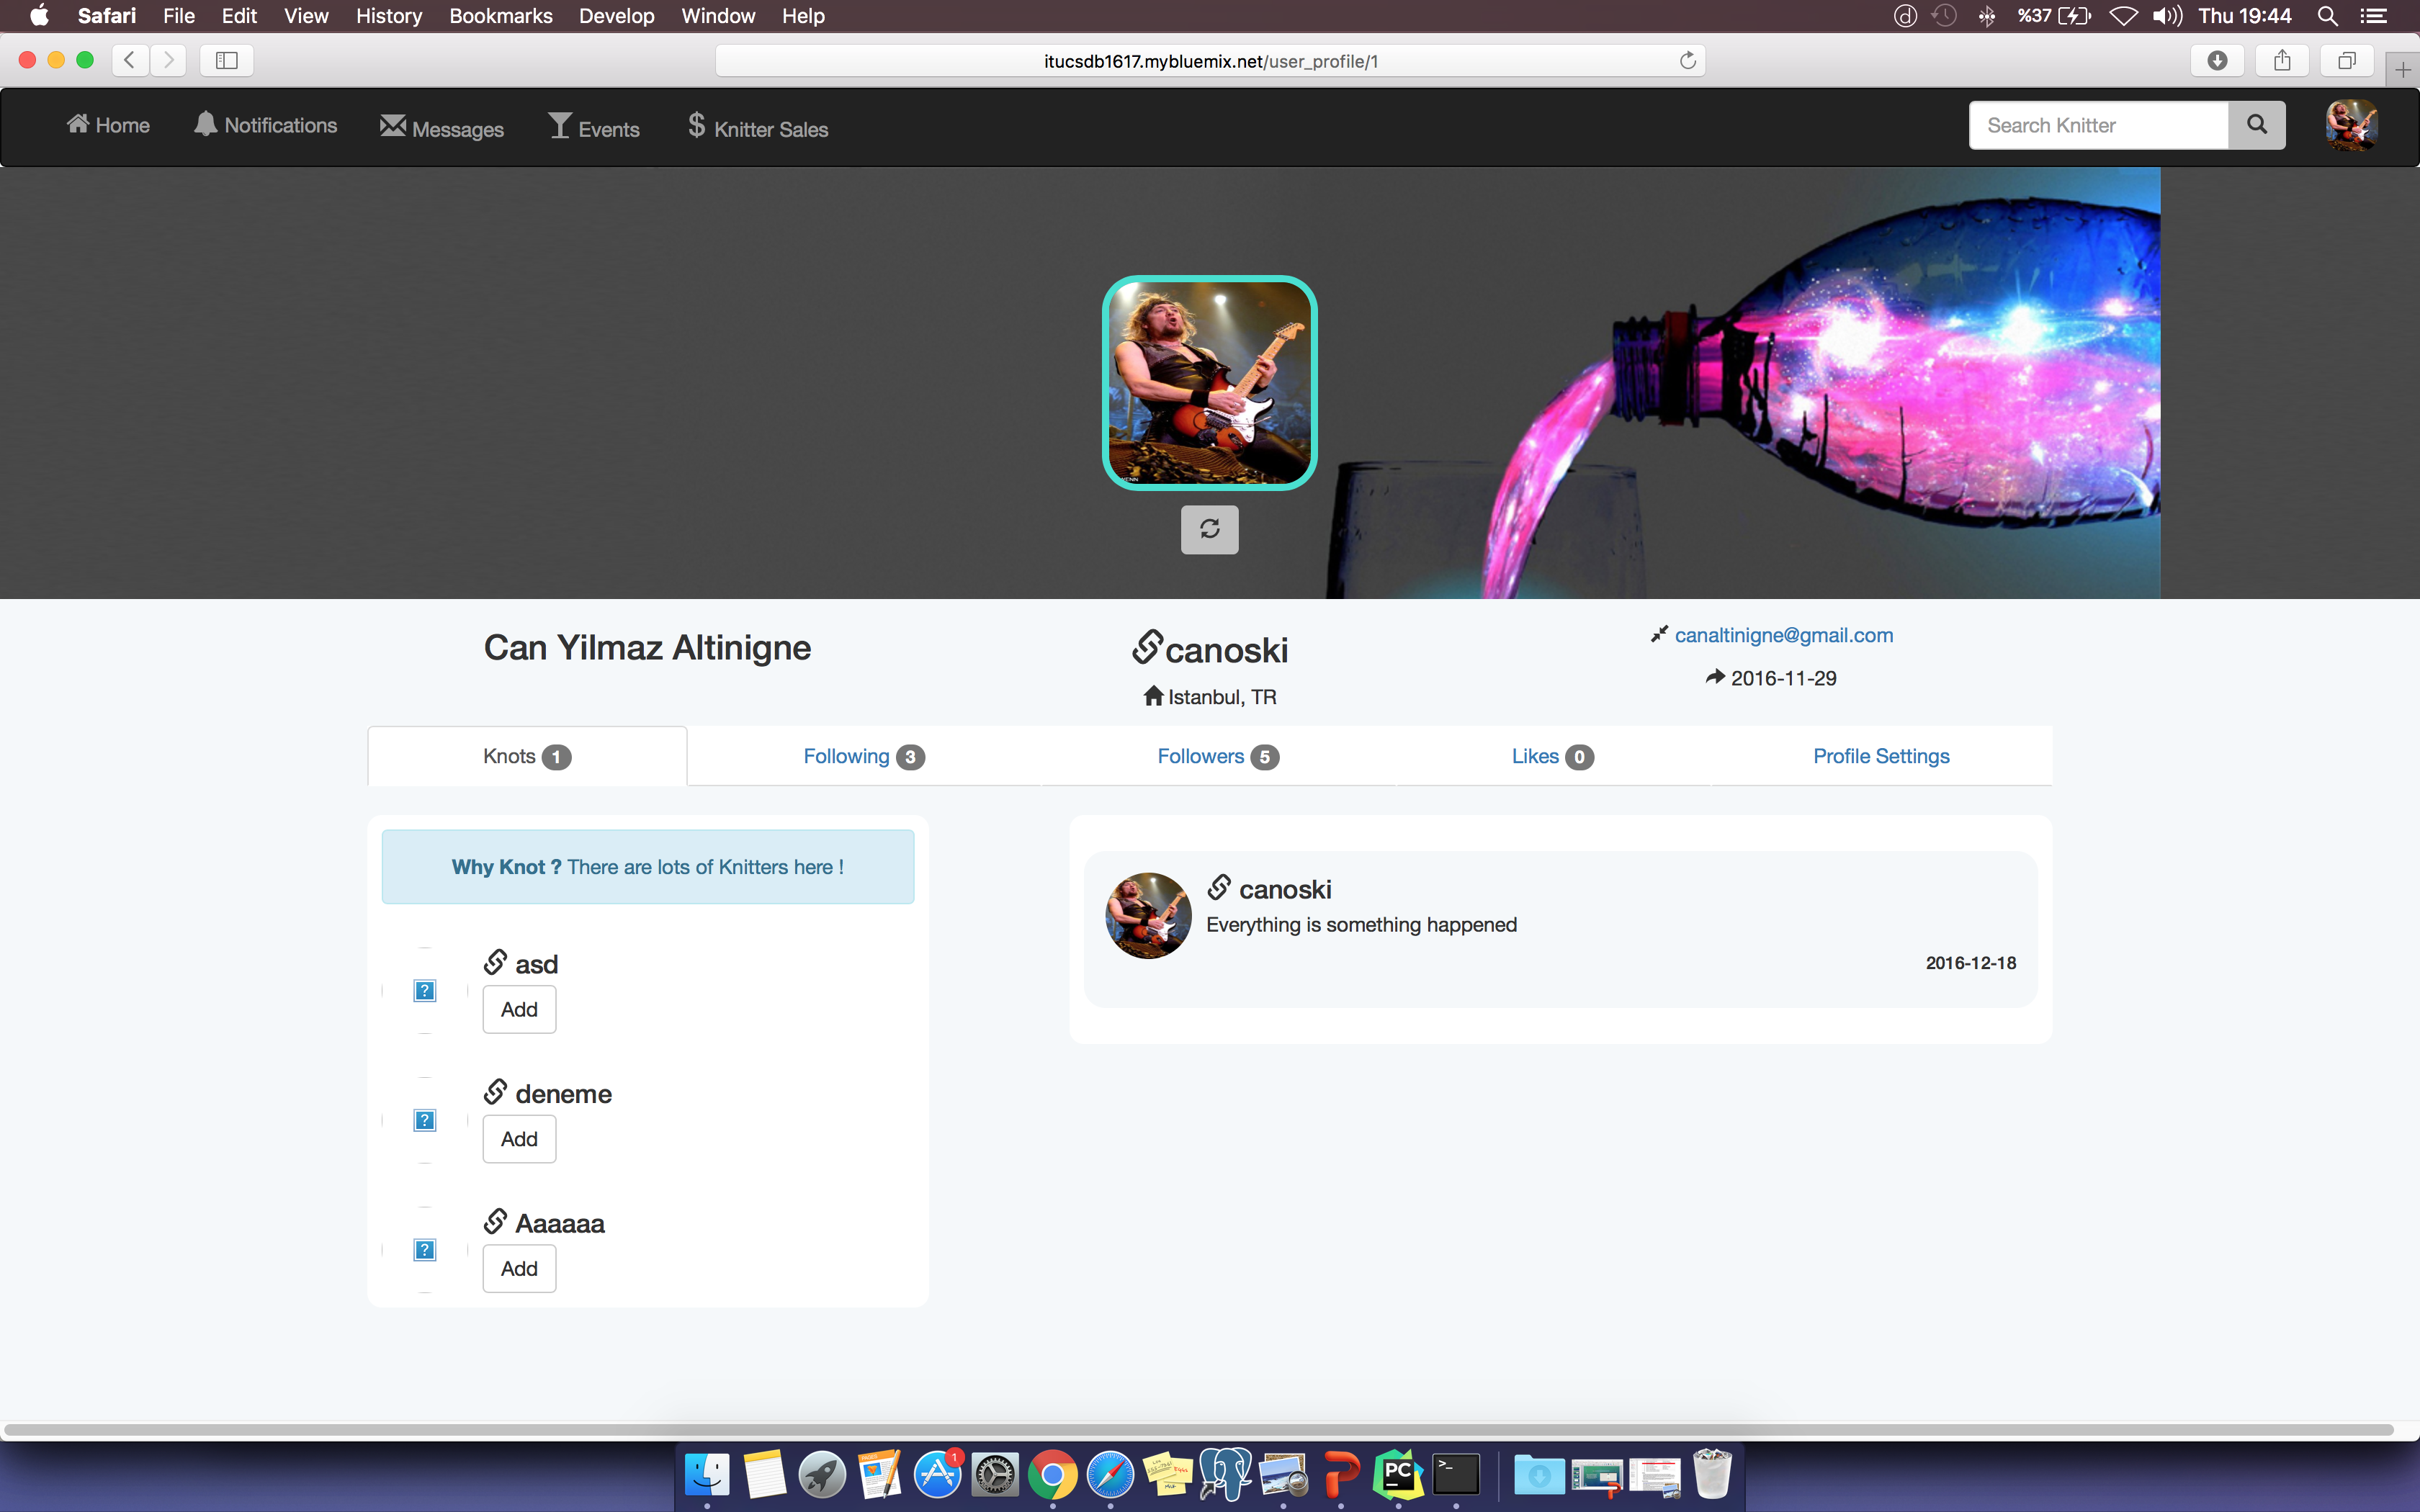 Safari File Edit View History Bookmarks Develop Window Help %37 Thu 19:44
itucsdb1617.mybluemix.net/user_profile/1
Home Notifications Messages Events $ Knitter Sales Search Knitter
Can Yilmaz Altinigne
canoski
Istanbul, TR
canaltinigne@gmail.com
2016-11-29
Knots 1 Following 3 Followers 5 Likes 0 Profile Settings
Why Knot ? There are lots of Knitters here !
asd
Add
deneme
Add
Aaaaaa
Add
canoski
Everything is something happened
2016-12-18
1
PC
>_